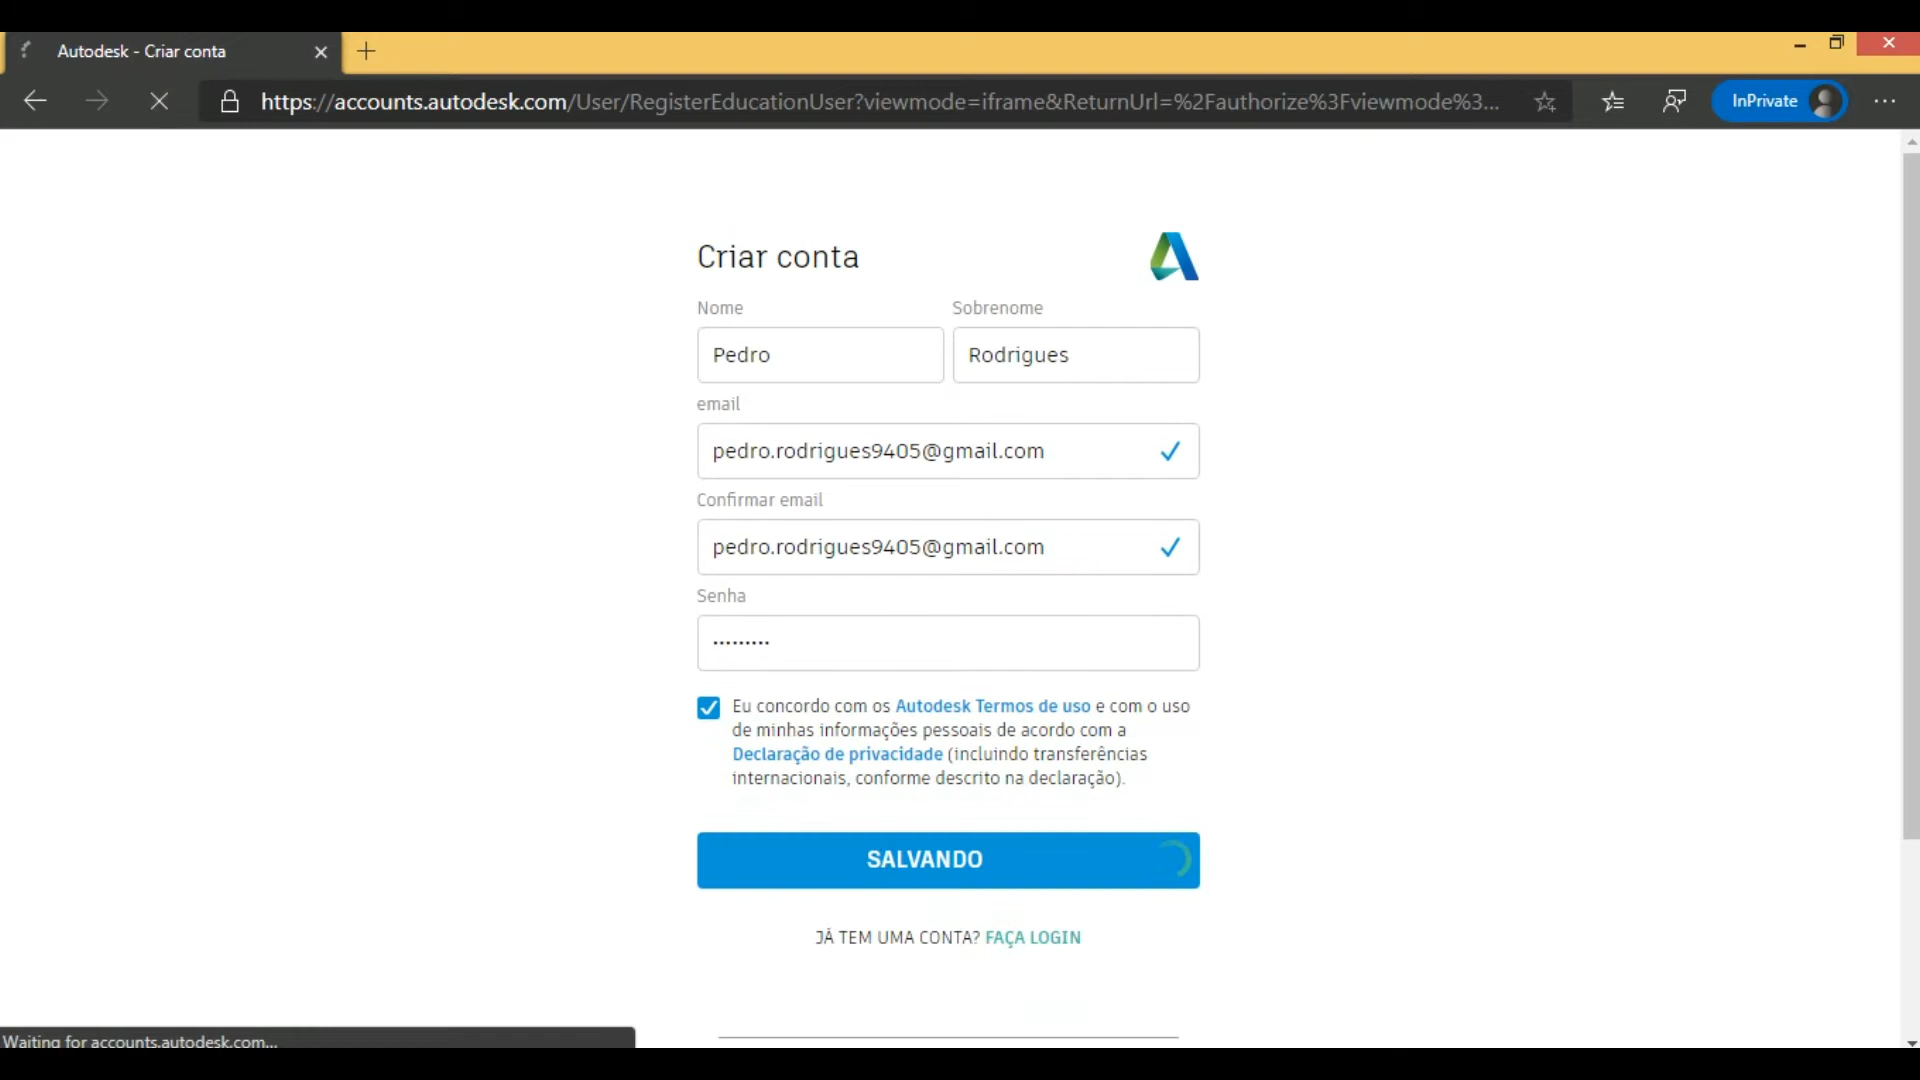 Autodesk - Criar conta
https://accounts.autodesk.com/User/RegisterEducationUser?viewmode=iframe&ReturnUrl=%2Fauthorize%3Fviewmode%3...
InPrivate
Criar conta
Nome Sobrenome
Pedro Rodrigues
email
pedro.rodrigues9405@gmail.com
Confirmar email
pedro.rodrigues9405@gmail.com
Senha
•••••••••
Eu concordo com os Autodesk Termos de uso e com o uso
de minhas informações pessoais de acordo com a
Declaração de privacidade (incluindo transferências
internacionais, conforme descrito na declaração).
SALVANDO
JÁ TEM UMA CONTA? FAÇA LOGIN
Waiting for accounts.autodesk.com...